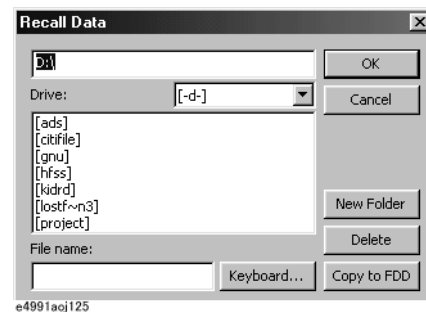 Recall Data
D:\
OK
Drive:
[-d-]
Cancel
[ads]
[citifile]
[gnu]
[hfss]
[kidrd]
[lostf~n3]
[project]
New Folder
Delete
File name:
Keyboard...
Copy to FDD
e4991aoj125